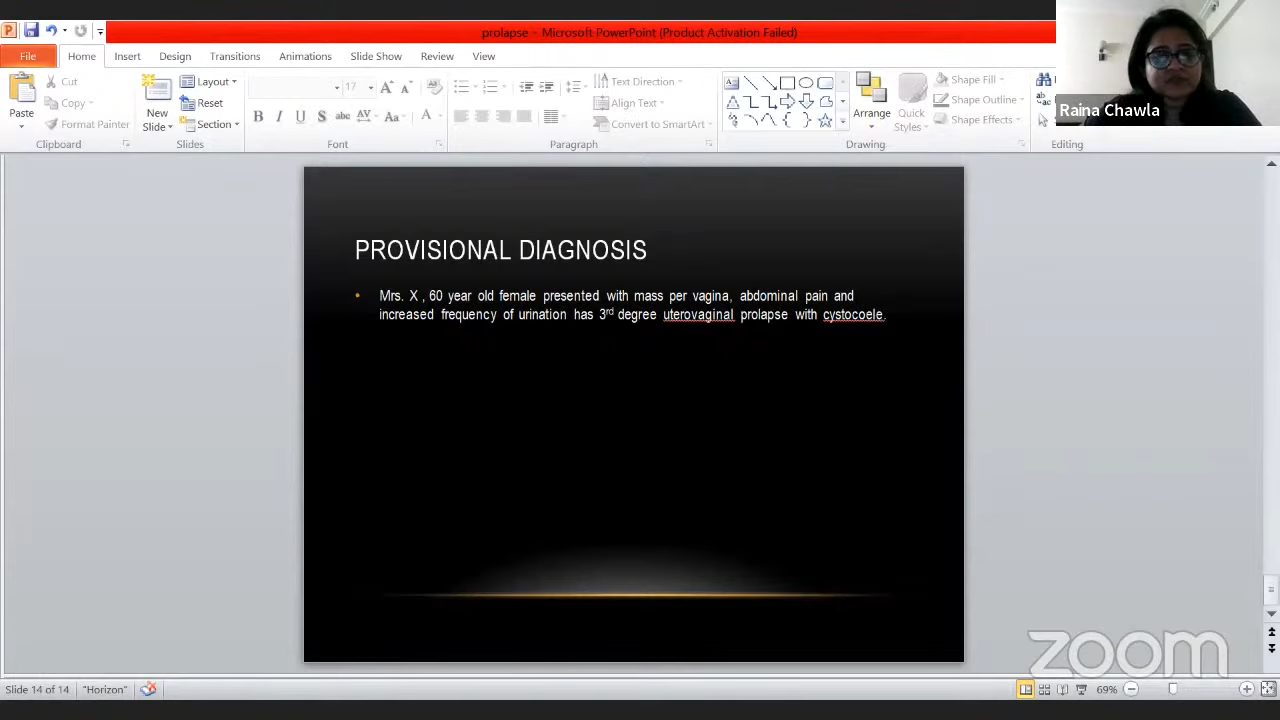 prolapse - Microsoft PowerPoint (Product Activation Failed)
File Home Insert Design Transitions Animations Slide Show Review View
Cut
Copy
Format Painter
Paste
Clipboard
New Slide
Layout
Reset
Section
Slides
17
B I U S abc AV Aa A
Font
Text Direction
Align Text
Convert to SmartArt
Paragraph
Arrange
Quick Styles
Shape Fill
Shape Outline
Shape Effects
Drawing
Editing
Raina Chawla
PROVISIONAL DIAGNOSIS
• Mrs. X , 60 year old female presented with mass per vagina, abdominal pain and
increased frequency of urination has 3rd degree uterovaginal prolapse with cystocoele.
zoom
Slide 14 of 14 "Horizon" 69%